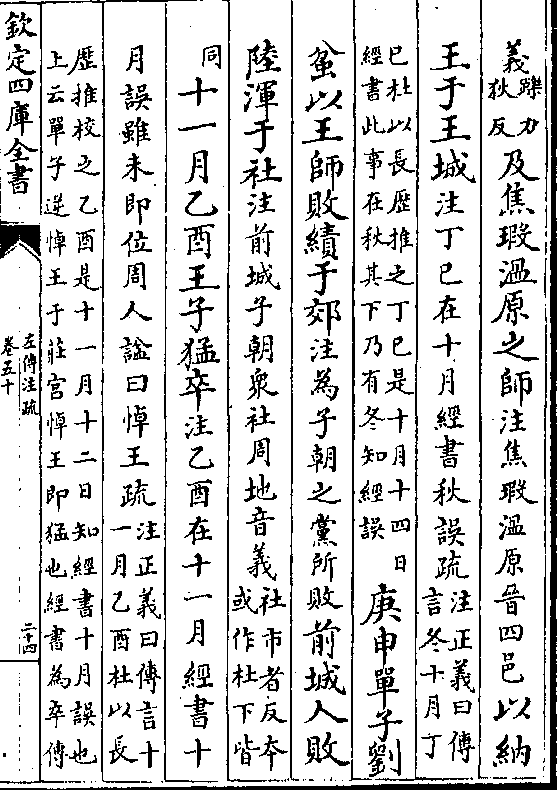 義躒力
狄反
及焦瑕溫原之師注焦瑕溫原晉四邑以納
王于王城注丁巳在十月經書秋誤疏
注正義曰傳
言冬十月丁
巳杜以長歷推之丁巳是十月十四日
經書此事在秋其下乃有冬知經誤
庚申單子劉
蚠以王師敗績于郊注為子朝之黨所敗前城人敗
陸渾于社注前城子朝衆社周地音義
社市者反本
或作杜下皆
同
十一月乙酉王子猛卒注乙酉在十一月經書十
月誤雖未即位周人諡曰悼王疏
注正義曰傳言十
一月乙酉杜以長
歷推校之乙酉是十一月十二日知經書十月誤也
上云單子逆悼王于莊宮悼王即猛也經書為卒傳
欽定四庫全書
左傳注疏
卷五十
二十四